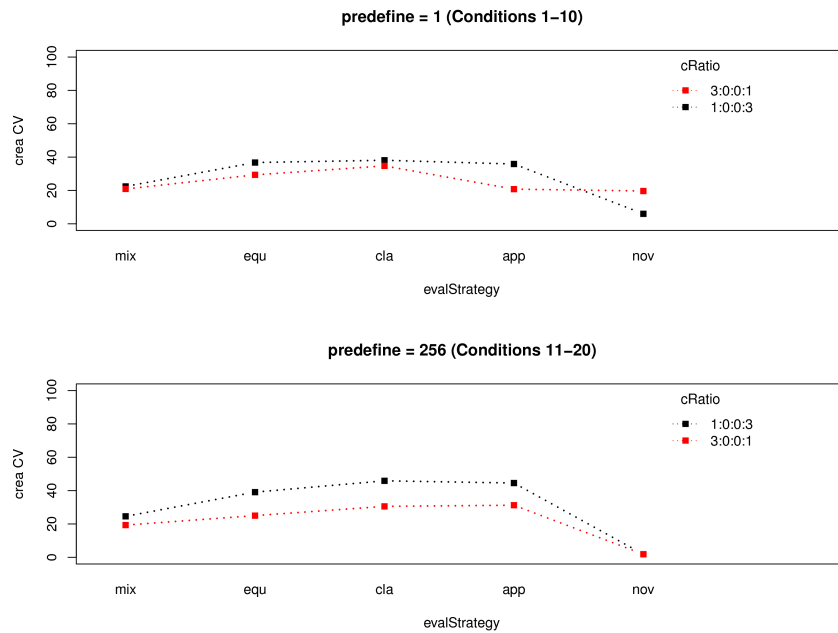 predefine = 1 (Conditions 1−10)
cRatio
3:0:0:1
1:0:0:3
crea CV
100
80
60
40
20
0
mix equ cla app nov
evalStrategy
predefine = 256 (Conditions 11−20)
cRatio
1:0:0:3
3:0:0:1
crea CV
100
80
60
40
20
0
mix equ cla app nov
evalStrategy